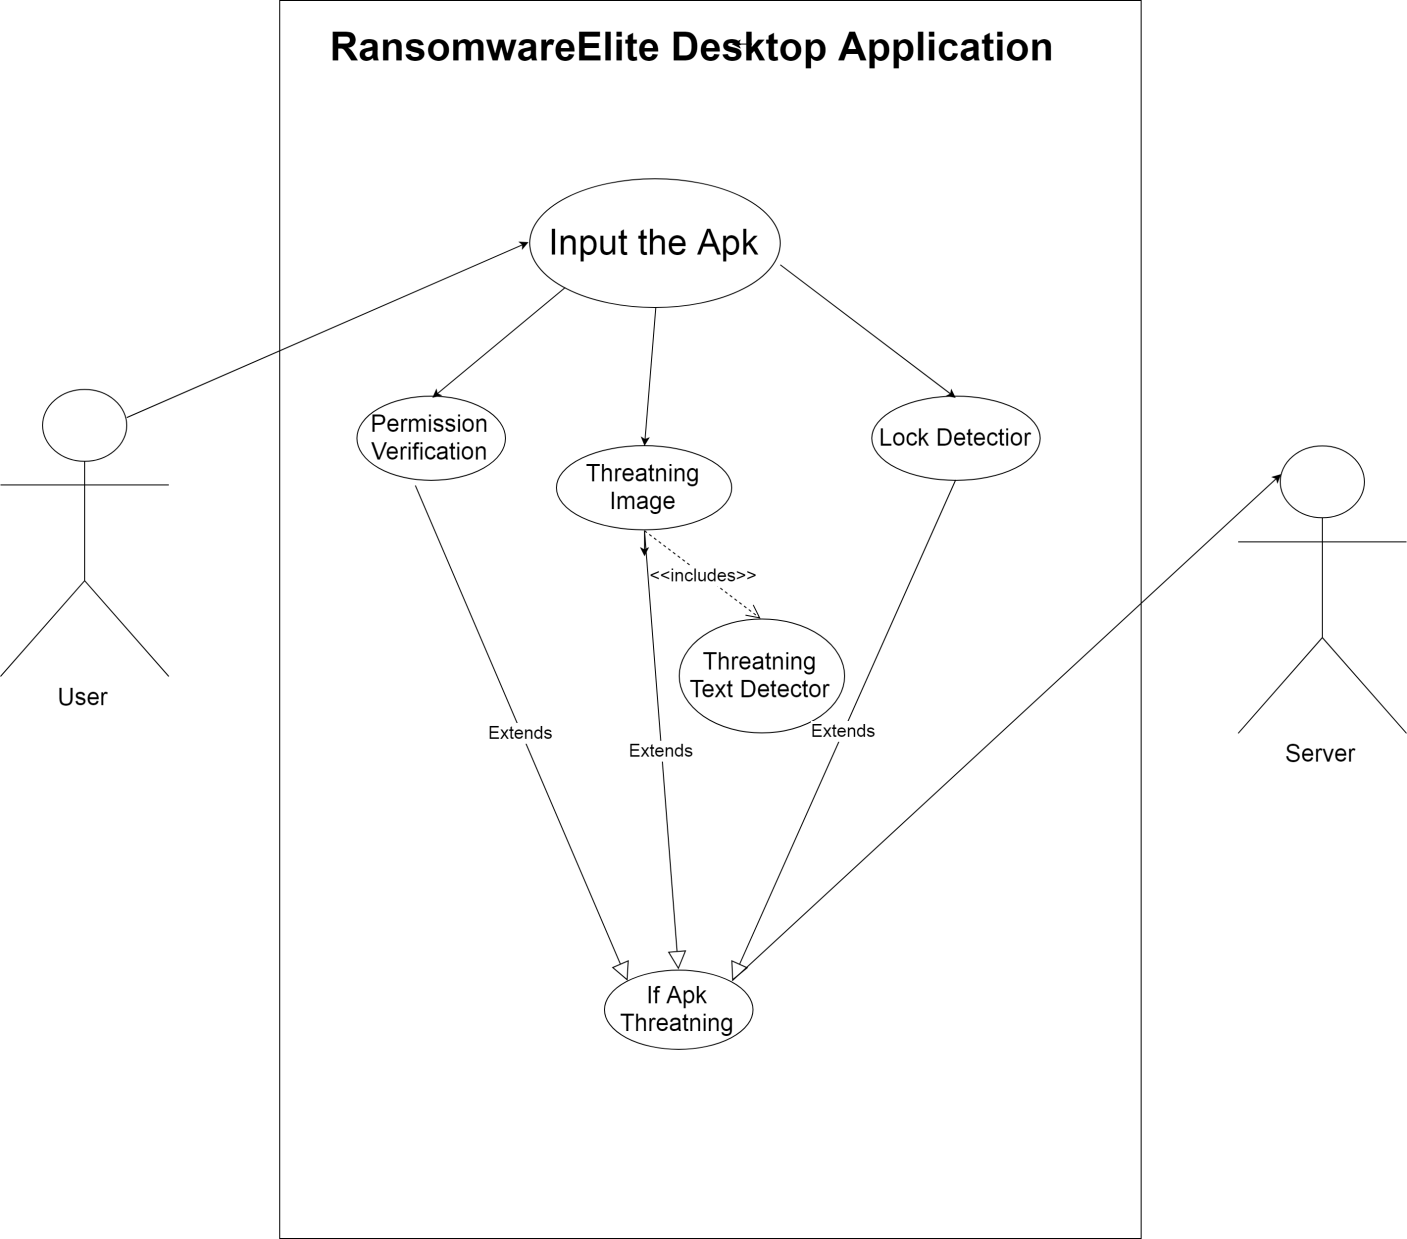 RansomwareElite Desktop Application
Input the Apk
Permission
Verification
Threatning
Image
Lock Detectior
<<includes>>
Threatning
Text Detector
User
Server
Extends
Extends
Extends
If Apk
Threatning